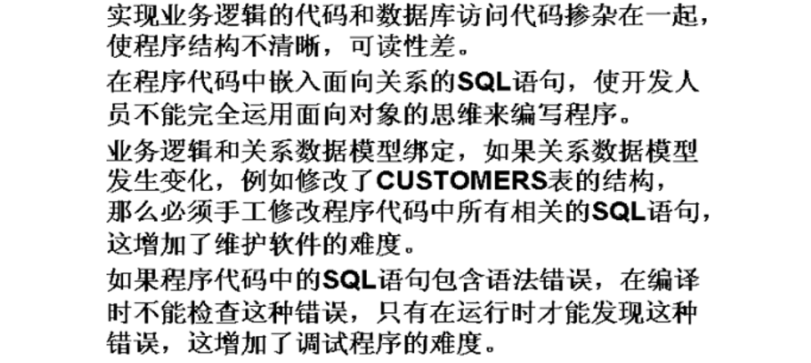 实现业务逻辑的代码和数据库访问代码掺杂在一起，
使程序结构不清晰，可读性差。
在程序代码中嵌入面向关系的SQL语句，使开发人
员不能完全运用面向对象的思维来编写程序。
业务逻辑和关系数据模型绑定，如果关系数据模型
发生变化，例如修改了CUSTOMERS表的结构，
那么必须手工修改程序代码中所有相关的SQL语句，
这增加了维护软件的难度。
如果程序代码中的SQL语句包含语法错误，在编译
时不能检查这种错误，只有在运行时才能发现这种
错误，这增加了调试程序的难度。